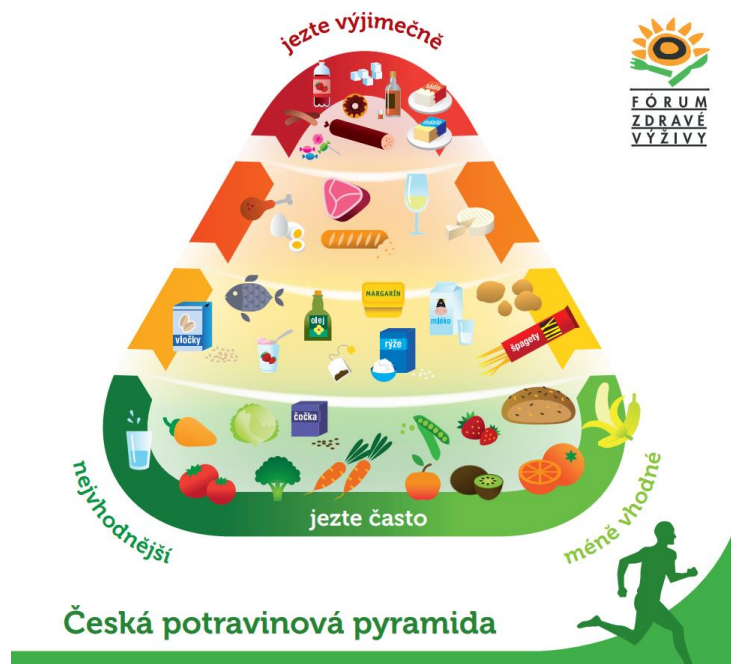 jezte výjimečně
FÓRUM
ZDRAVÉ
VÝŽIVY
MARGARÍN
olej
mléko
vločky
rýže
špagety
čočka
nejvhodnější
méně vhodné
jezte často
Česká potravinová pyramida